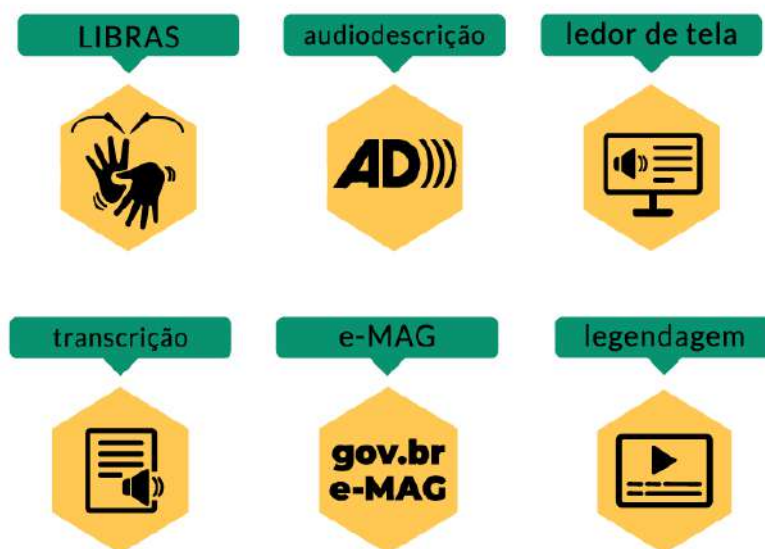 LIBRAS
audiodescrição
ledor de tela
AD
transcrição
e-MAG
legendagem
gov.br
e-MAG